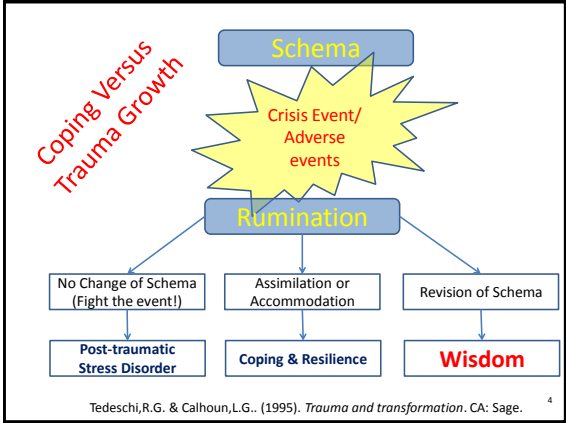 Coping Versus
Trauma Growth
Schema
Crisis Event/
Adverse
events
Rumination
No Change of Schema
(Fight the event!)
Assimilation or
Accommodation
Revision of Schema
Post-traumatic
Stress Disorder
Coping & Resilience
Wisdom
Tedeschi,R.G. & Calhoun,L.G.. (1995). Trauma and transformation. CA: Sage.
4